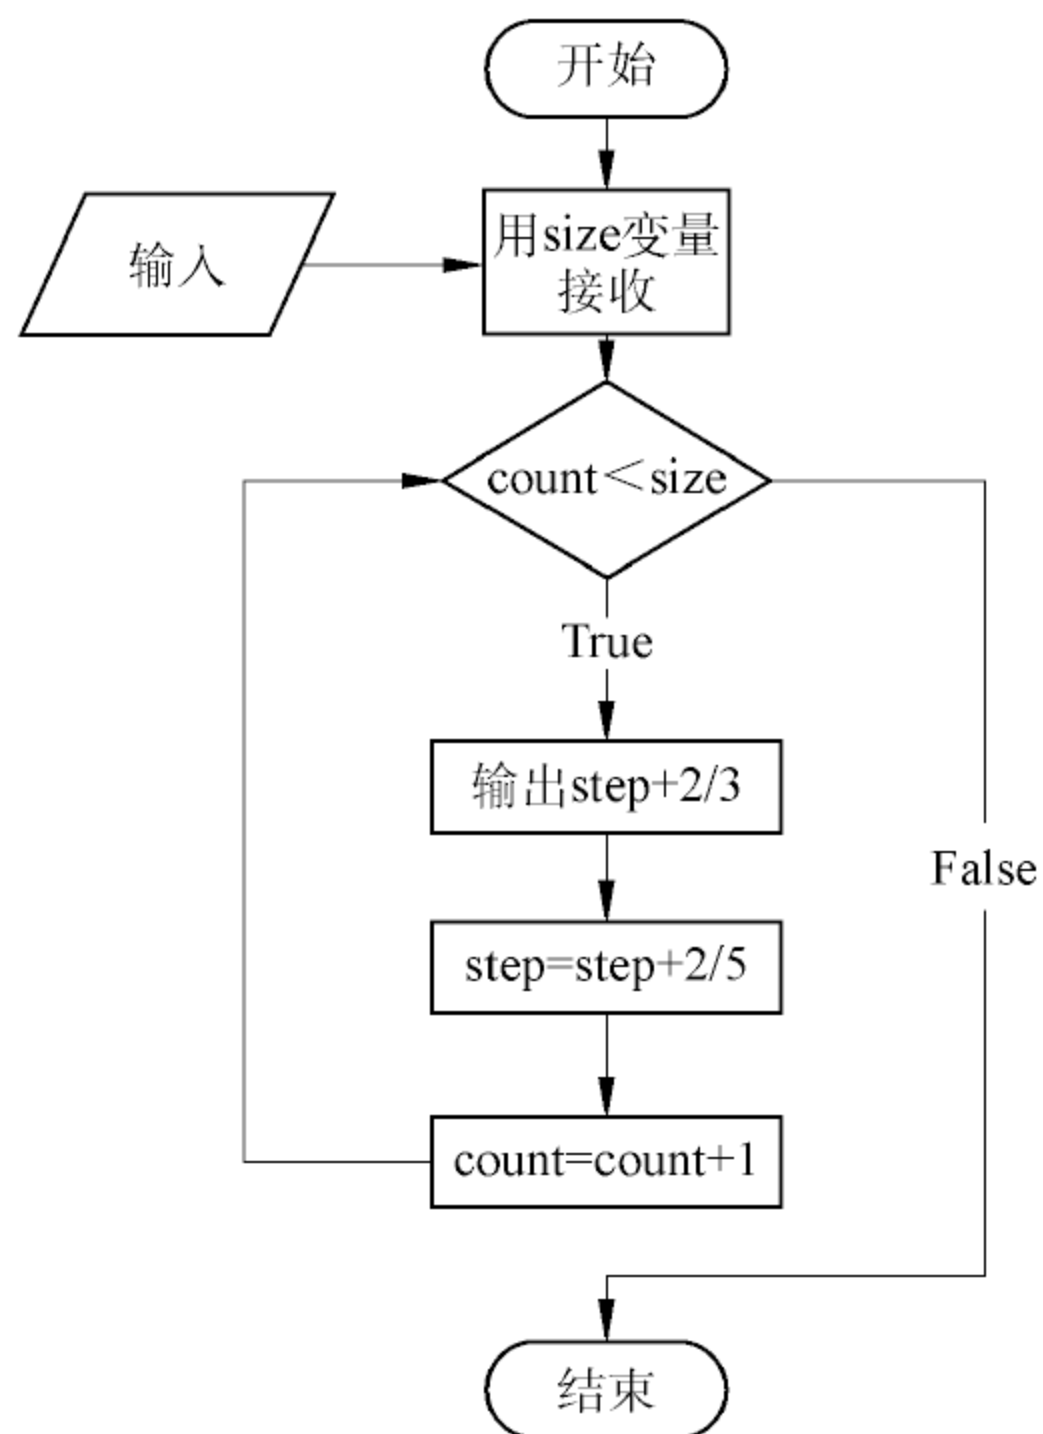 开始
输入
用size变量
接收
count<size
True
输出step+2/3
False
step=step+2/5
count=count+1
结束